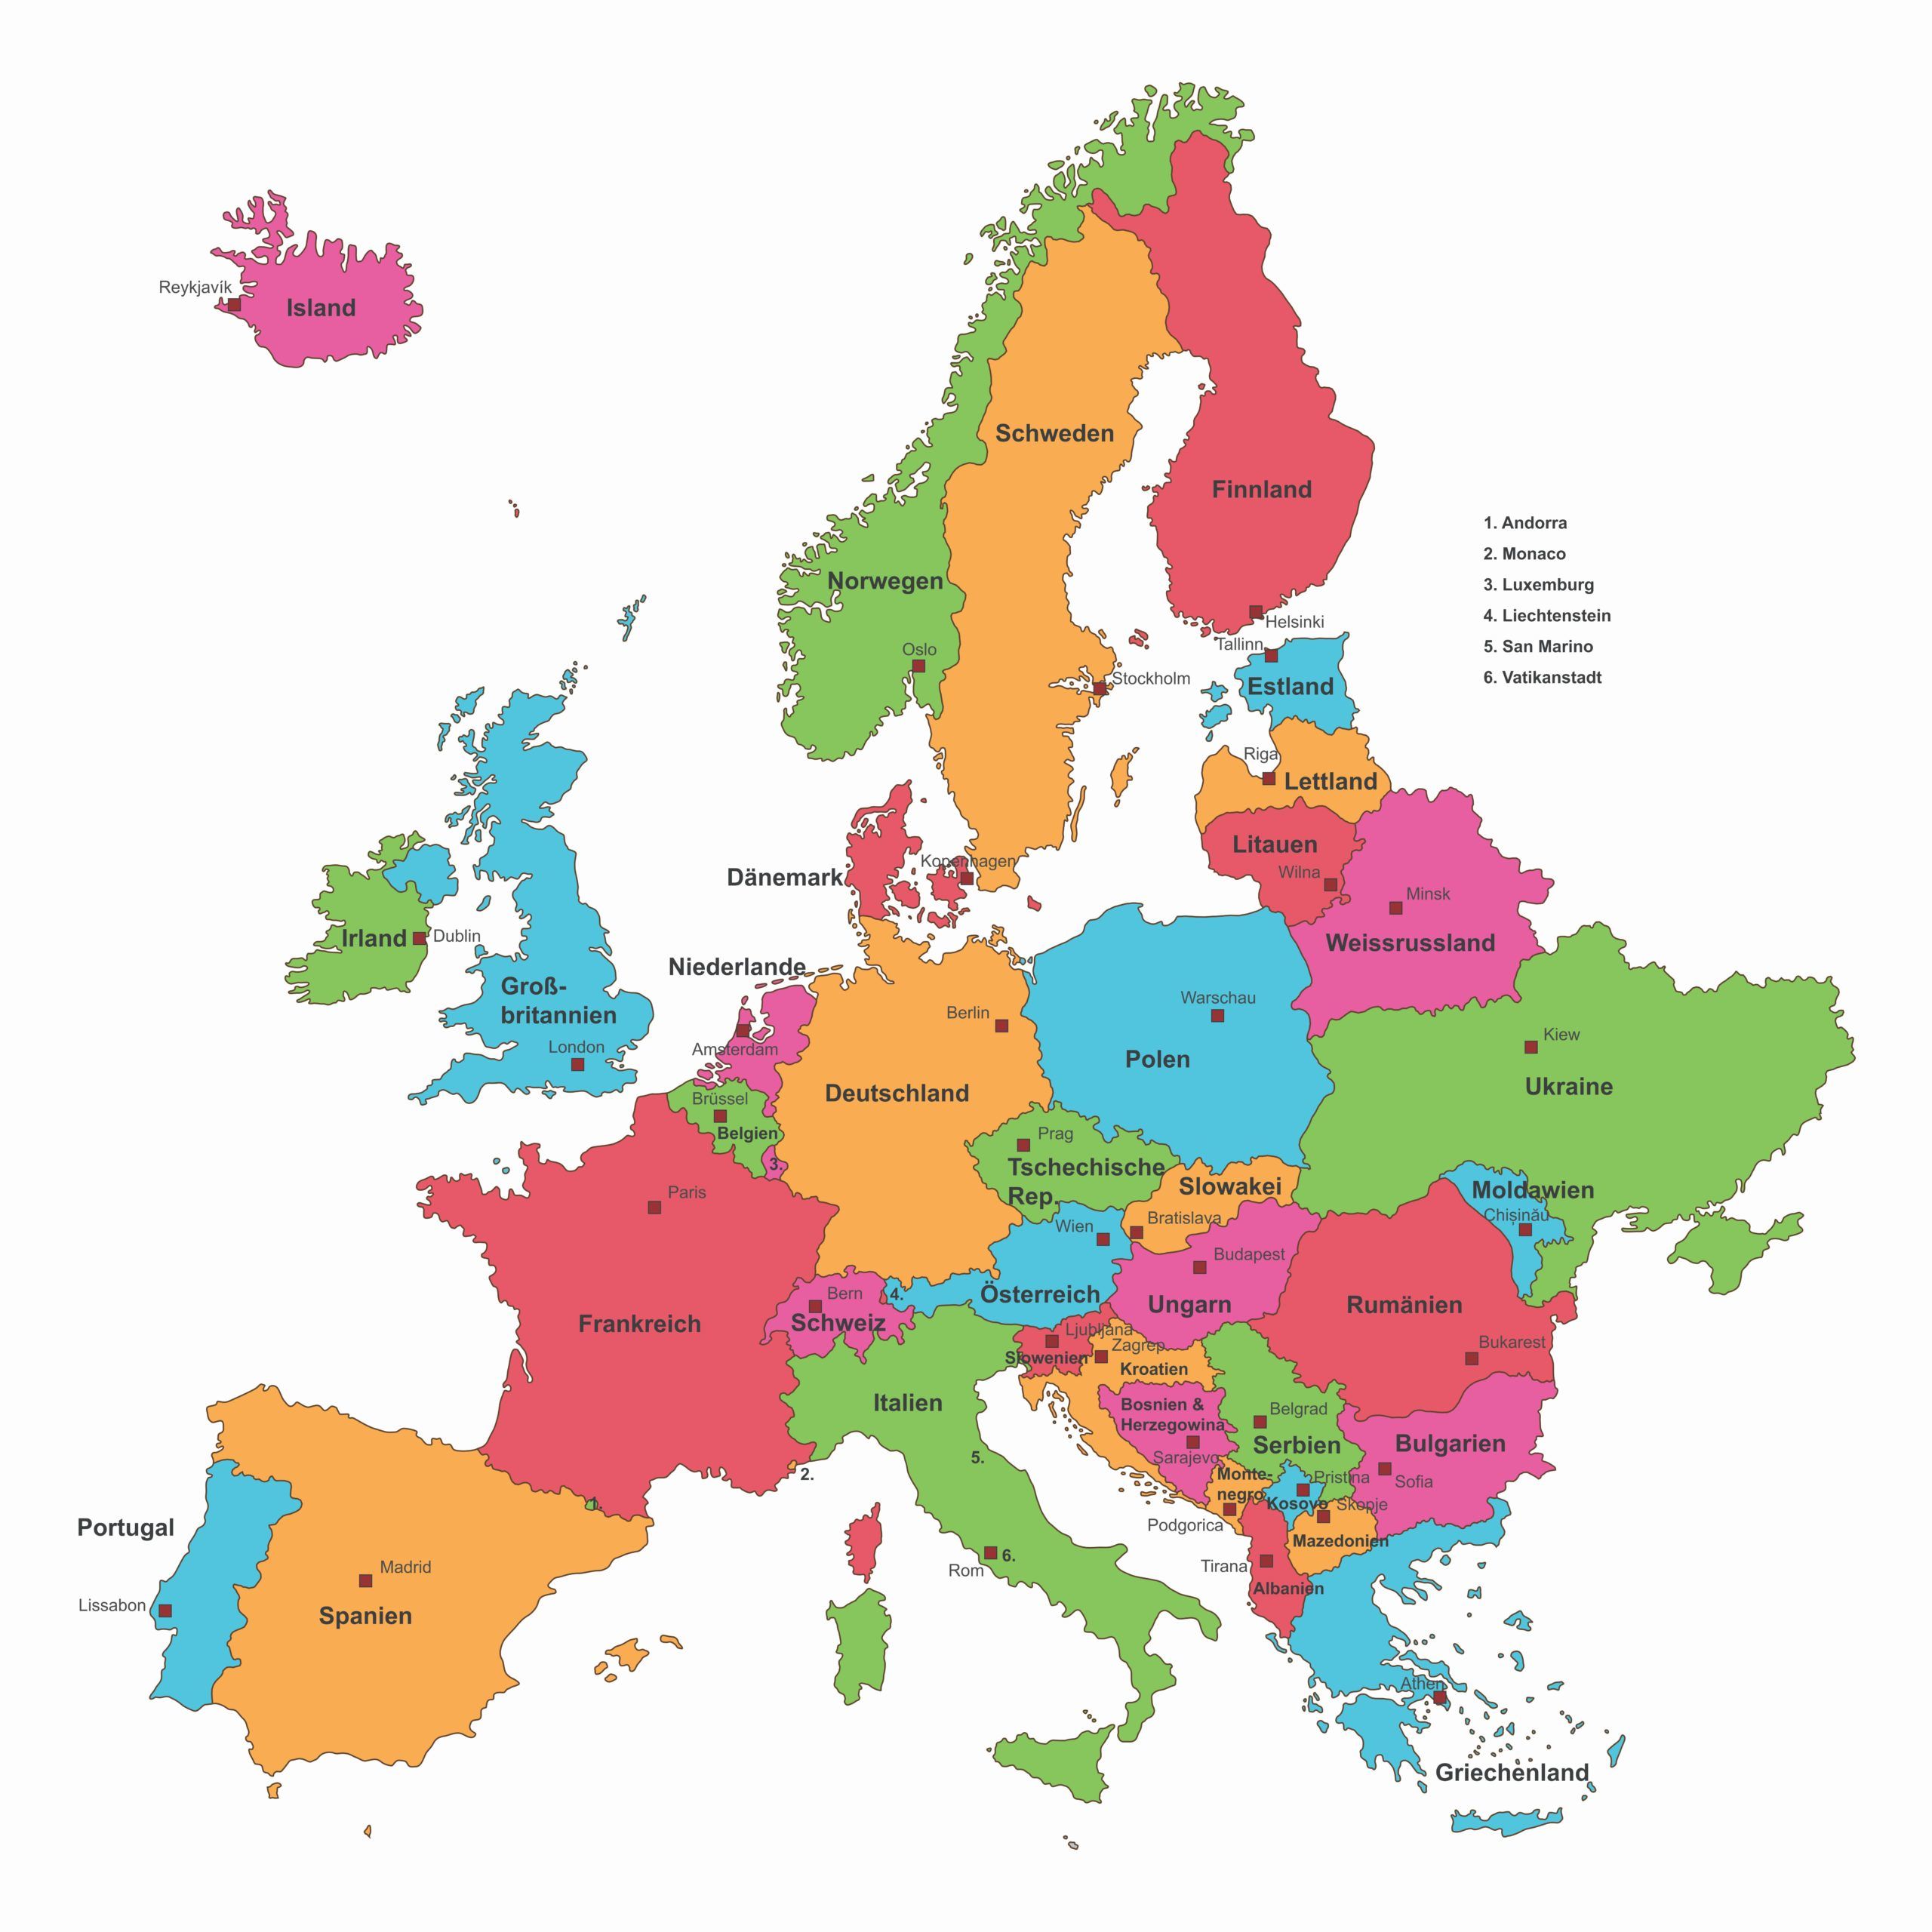 Reykjavík
Island
Schweden
Finnland
1. Andorra
2. Monaco
3. Luxemburg
4. Liechtenstein
5. San Marino
6. Vatikanstadt
Norwegen
Oslo
Helsinki
Tallinn
Stockholm
Estland
Riga
Lettland
Litauen
Wilna
Dänemark
Kopenhagen
Minsk
Weissrussland
Irland
Dublin
Niederlande
Groß-
britannien
London
Amsterdam
Berlin
Warschau
Polen
Kiew
Ukraine
Deutschland
Brüssel
Belgien
3.
Prag
Tschechische
Rep.
Slowakei
Bratislava
Moldawien
Chișinău
Paris
Wien
Budapest
Österreich
Ungarn
4.
Bern
Schweiz
Frankreich
Rumänien
Bukarest
Ljubljana
Slowenien
Zagrep
Kroatien
Italien
Bosnien &
Herzegowina
Sarajevo
Belgrad
Serbien
Bulgarien
Sofia
5.
2.
1.
Monte-
negro
Podgorica
Pristina
Kosovo
Skopje
Mazedonien
Portugal
Lissabon
Madrid
Spanien
Rom
6.
Tirana
Albanien
Athen
Griechenland